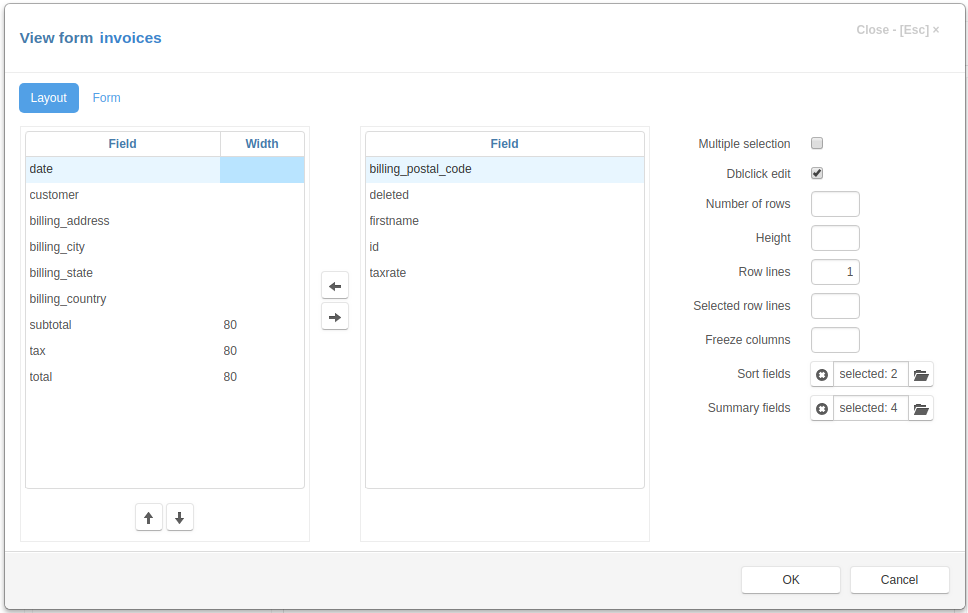 View form invoices
Close - [Esc] ×
Layout Form
Field Width
date
customer
billing_address
billing_city
billing_state
billing_country
subtotal 80
tax 80
total 80
Field
billing_postal_code
deleted
firstname
id
taxrate
Multiple selection
Dblclick edit
Number of rows
Height
Row lines 1
Selected row lines
Freeze columns
Sort fields selected: 2
Summary fields selected: 4
OK Cancel